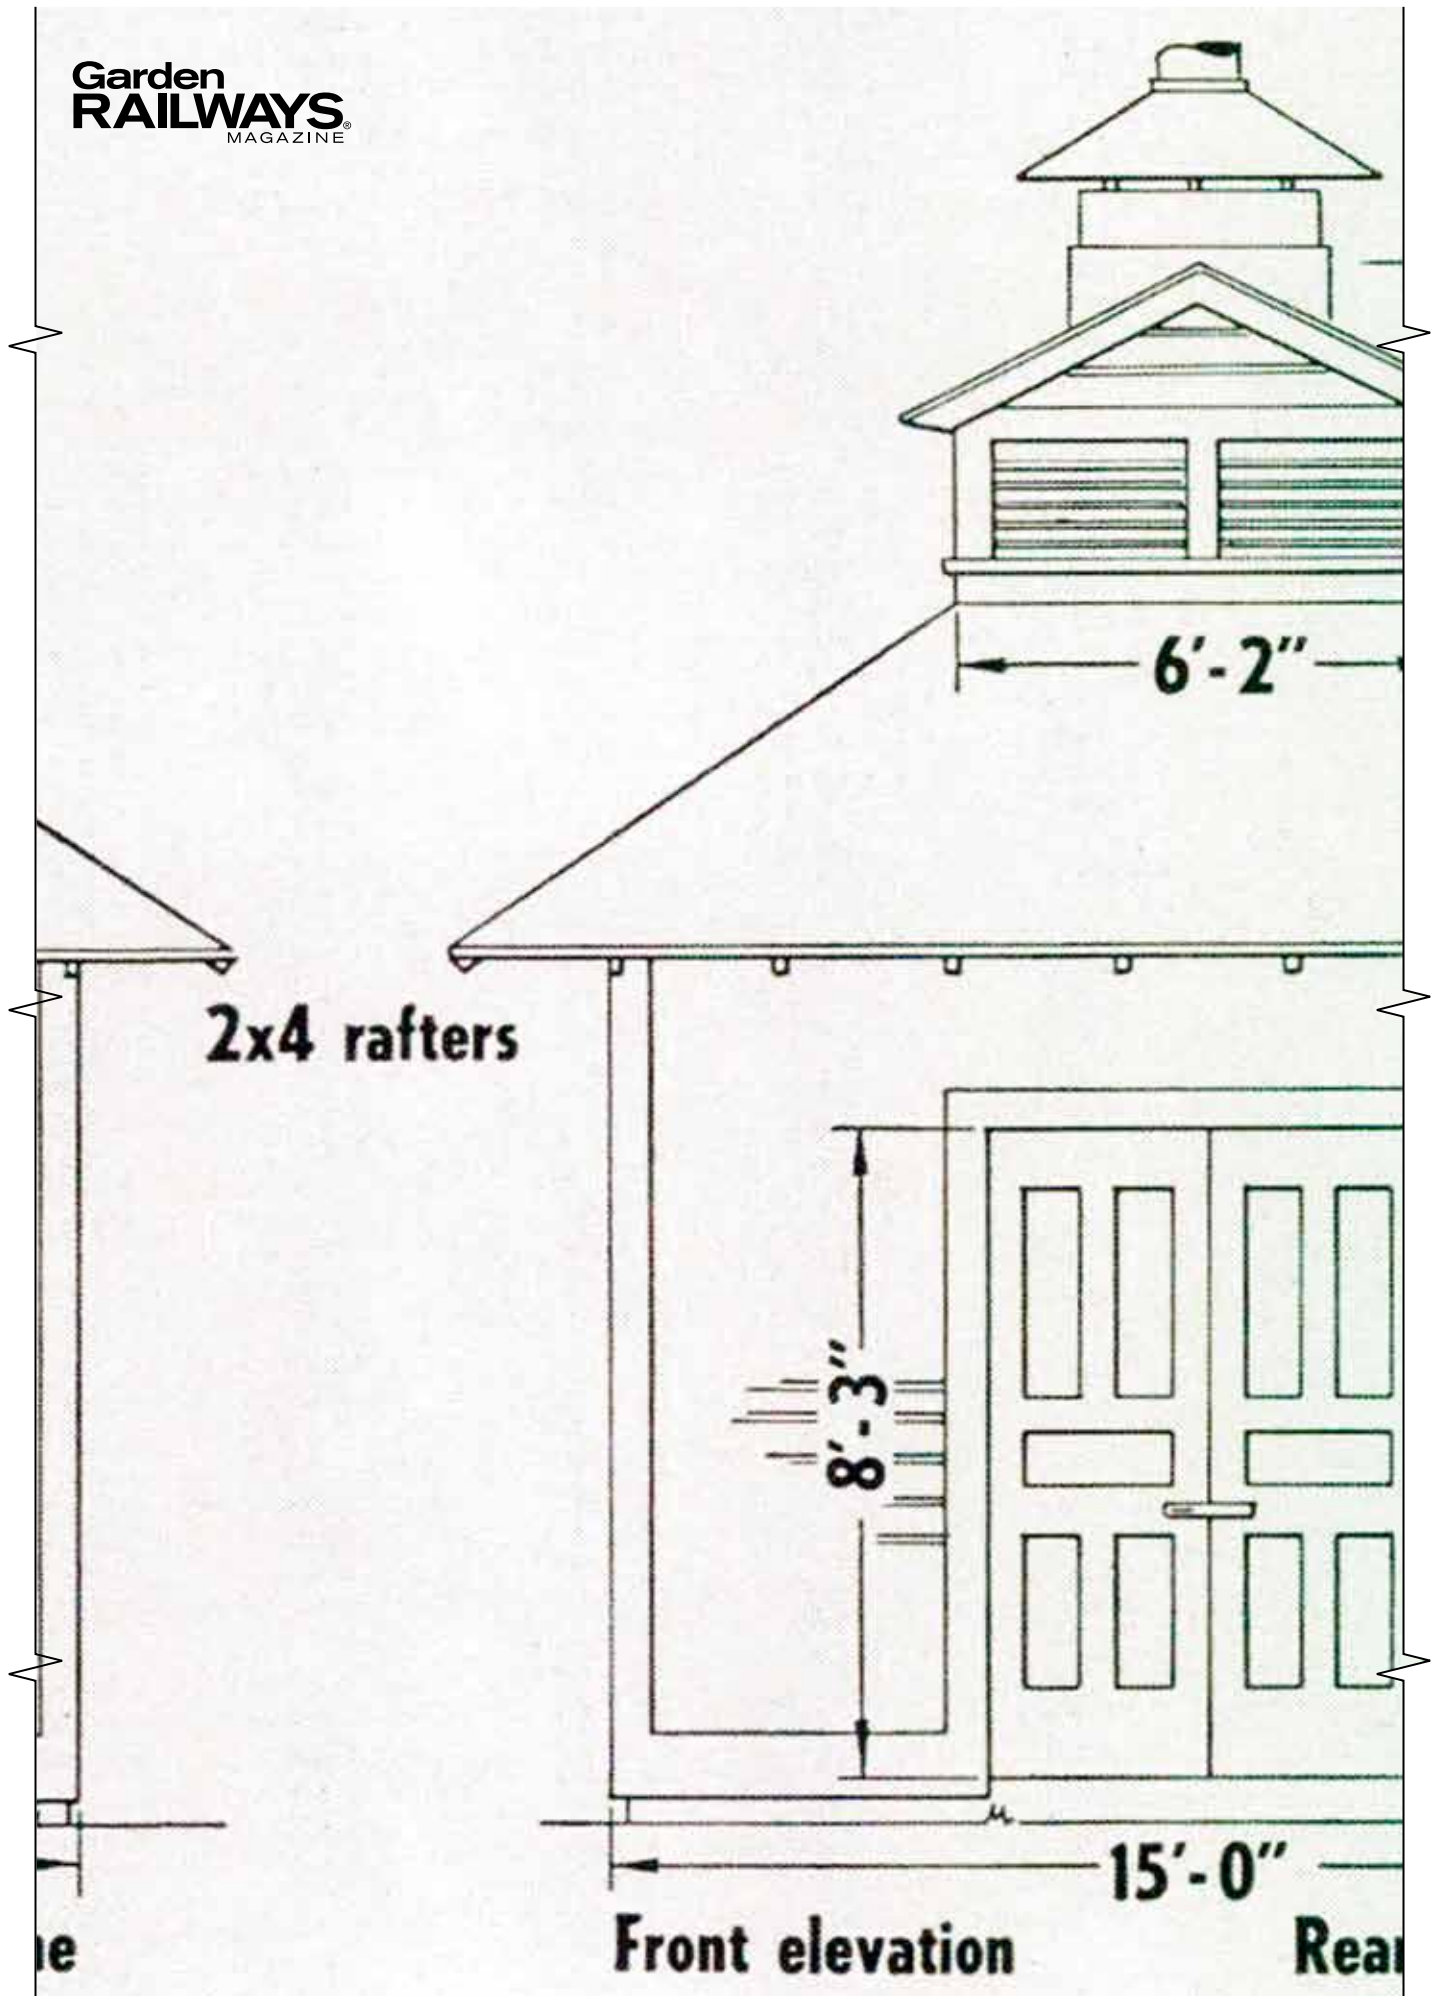 Garden
RAILWAYS®
MAGAZINE
6'-2"
2x4 rafters
8'-3"
15'-0"
Front elevation